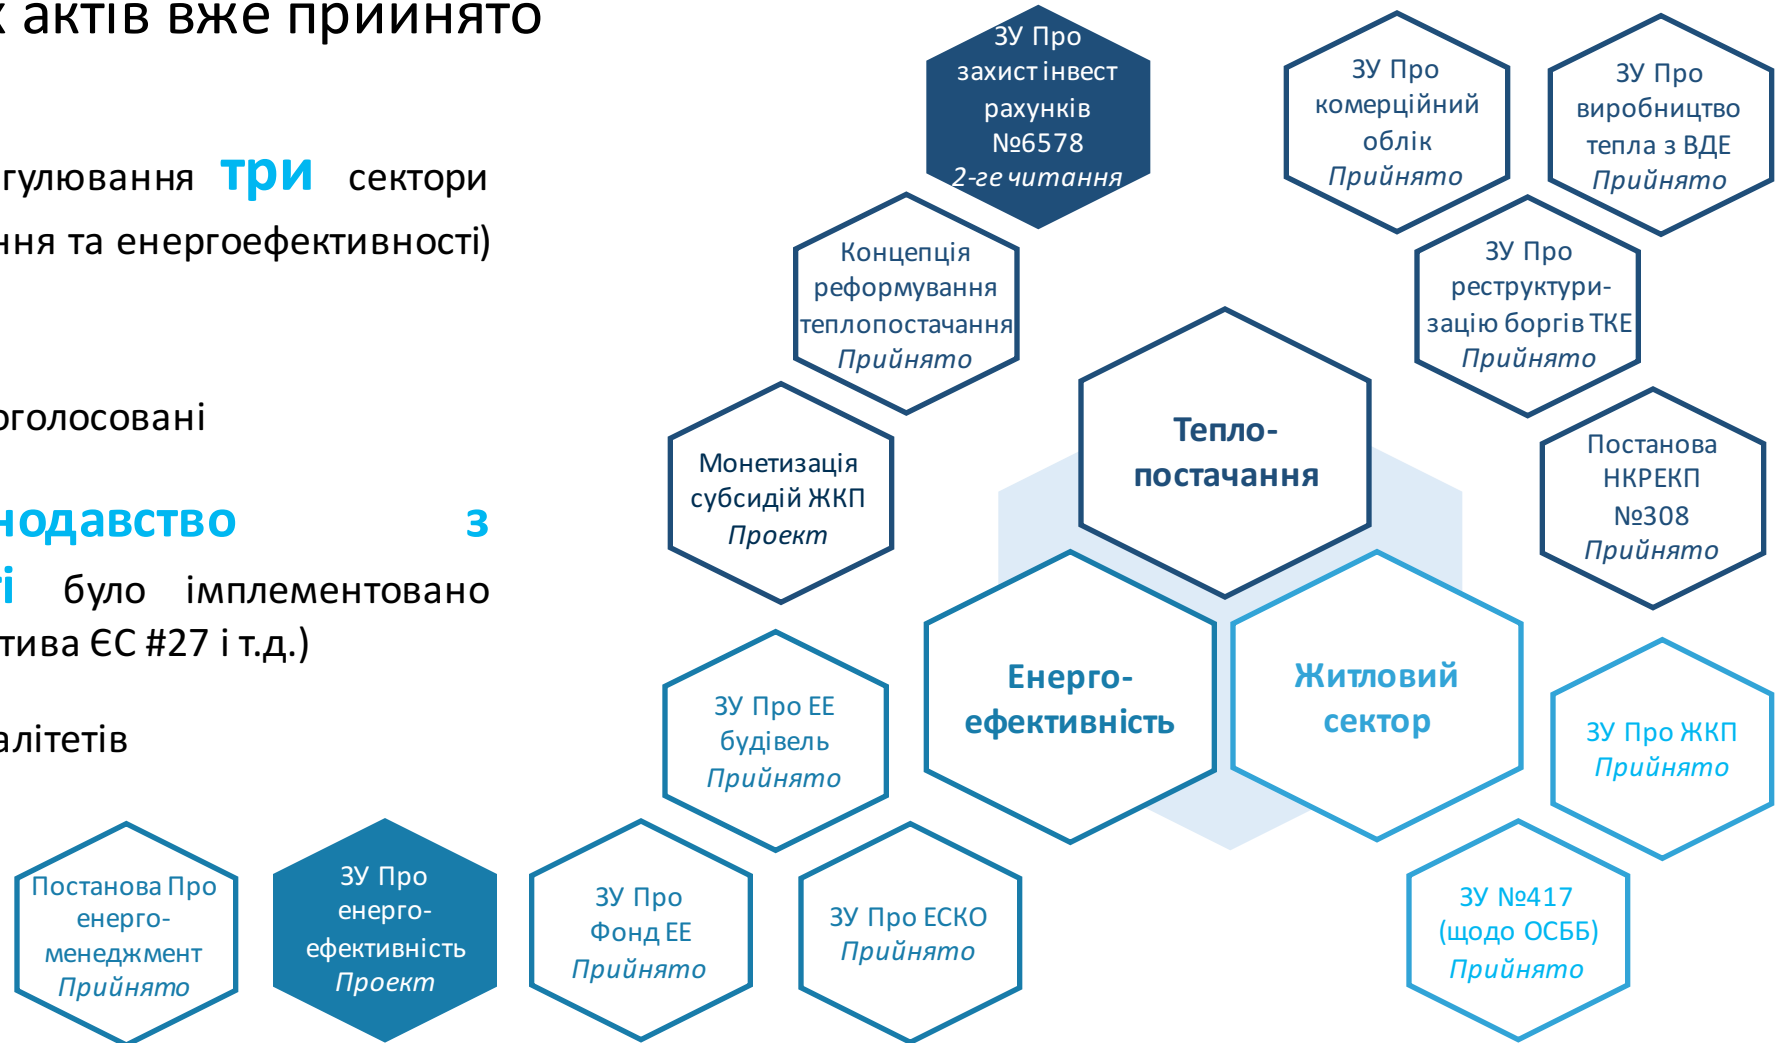 х актів вже прийнято
гулювання три сектори
ння та енергоефективності)
оголосовані
нодавство з
ті було імплементовано
тива ЄС #27 і т.д.)
алітетів
ЗУ Про
захист інвест
рахунків
№6578
2-ге читання
ЗУ Про
комерційний
облік
Прийнято
ЗУ Про
виробництво
тепла з ВДЕ
Прийнято
Концепція
реформування
теплопостачання
Прийнято
ЗУ Про
реструктури-
зацію боргів ТКЕ
Прийнято
Монетизація
субсидій ЖКП
Проект
Тепло-
постачання
Постанова
НКРЕКП
№308
Прийнято
Енерго-
ефективність
Житловий
сектор
ЗУ Про ЕЕ
будівель
Прийнято
ЗУ Про ЖКП
Прийнято
Постанова Про
енерго-
менеджмент
Прийнято
ЗУ Про
енерго-
ефективність
Проект
ЗУ Про
Фонд ЕЕ
Прийнято
ЗУ Про ЕСКО
Прийнято
ЗУ №417
(щодо ОСББ)
Прийнято